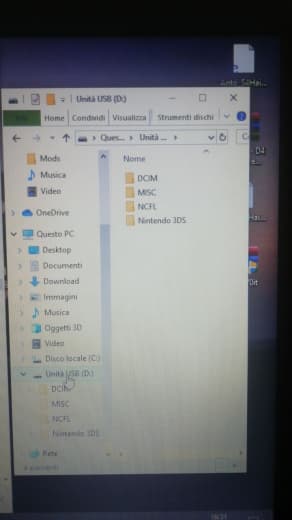 Unità USB (D:)
File Home Condividi Visualizza Strumenti dischi
Ques... Unità ...
Nome
DCIM
MISC
NCFL
Nintendo 3DS
Mods
Musica
Video
OneDrive
Questo PC
Desktop
Documenti
Download
Immagini
Musica
Oggetti 3D
Video
Disco locale (C:)
Unità USB (D:)
DCIM
MISC
NCFL
Nintendo 3DS
Rete
4 elementi